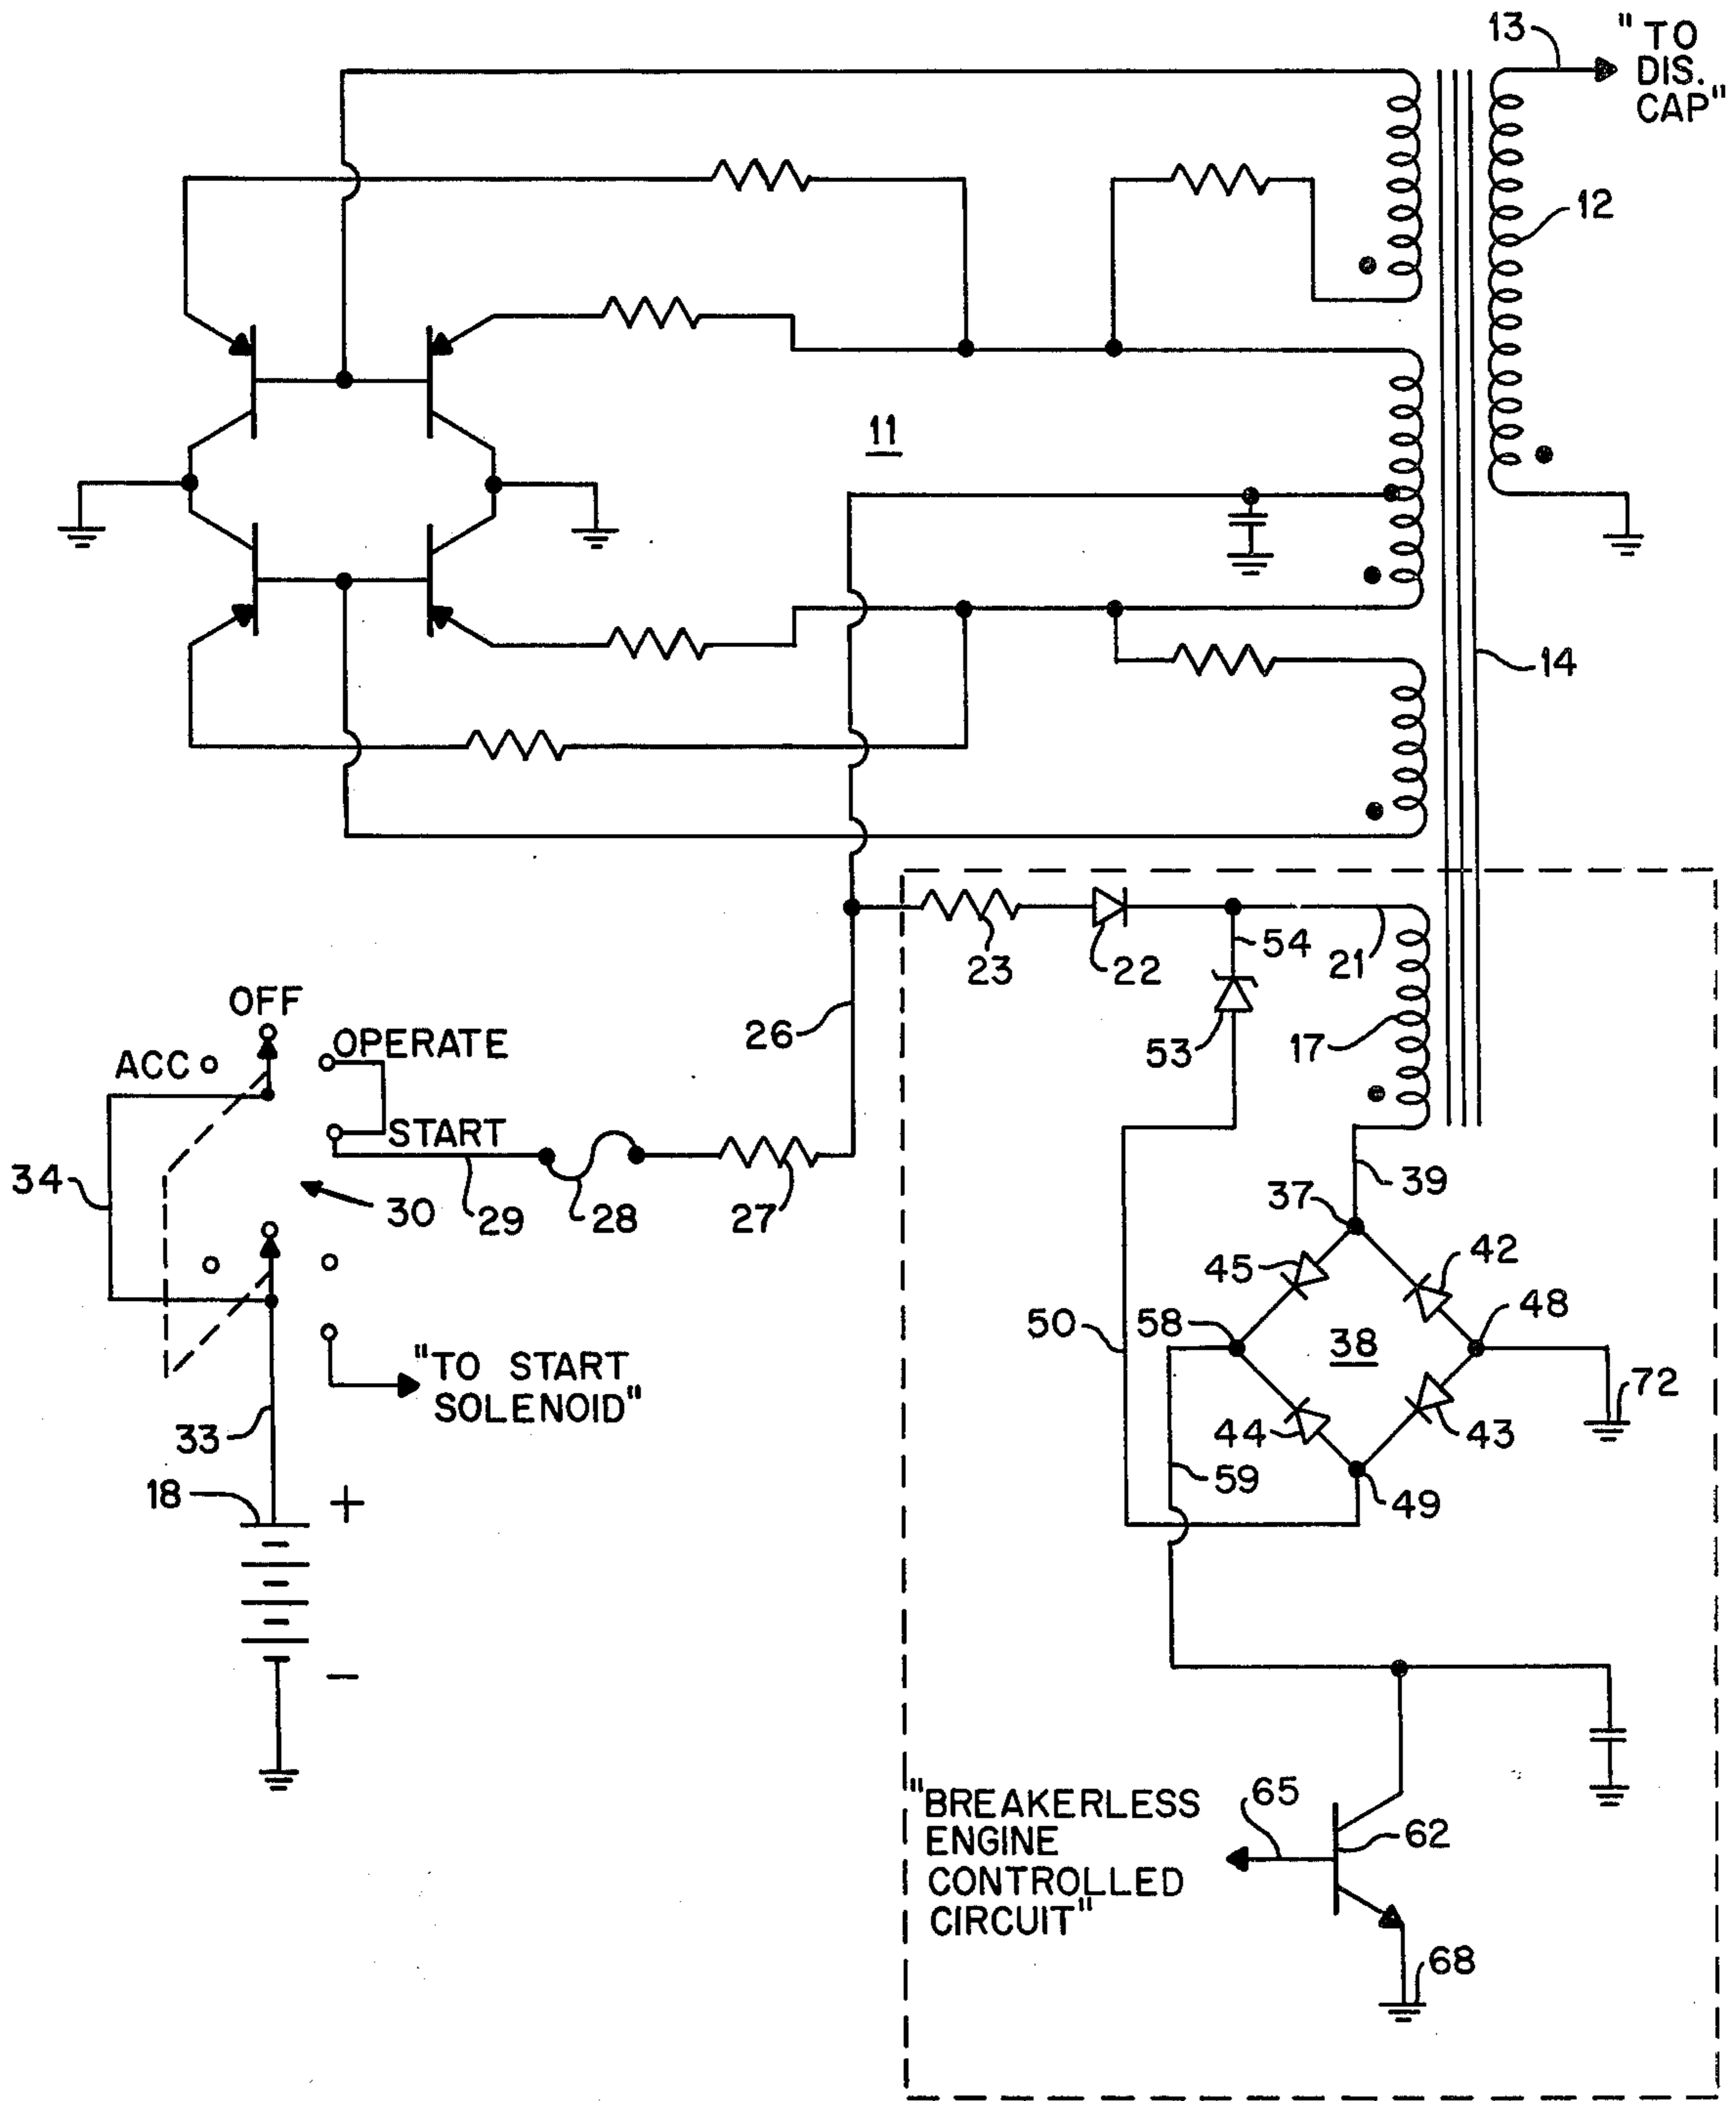 13
" TO
DIS.
CAP"
12
11
14
23
22
54
21
26
53
17
OFF
ACC
OPERATE
START
34
30
29
28
27
39
37
45
42
50
58
38
48
"TO START
SOLENOID"
33
44
43
72
59
49
18
+
−
"BREAKERLESS
ENGINE
CONTROLLED
CIRCUIT"
65
62
68